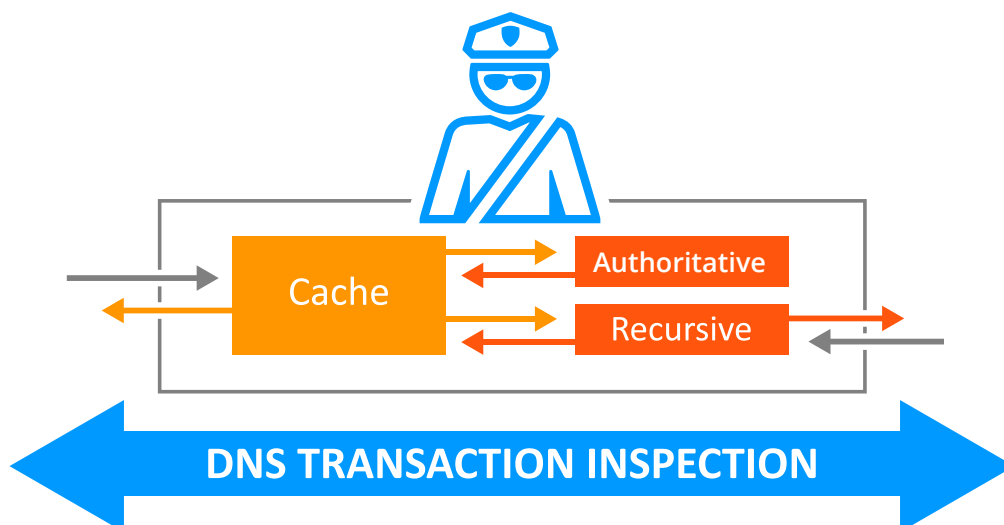 Cache
Authoritative
Recursive
DNS TRANSACTION INSPECTION